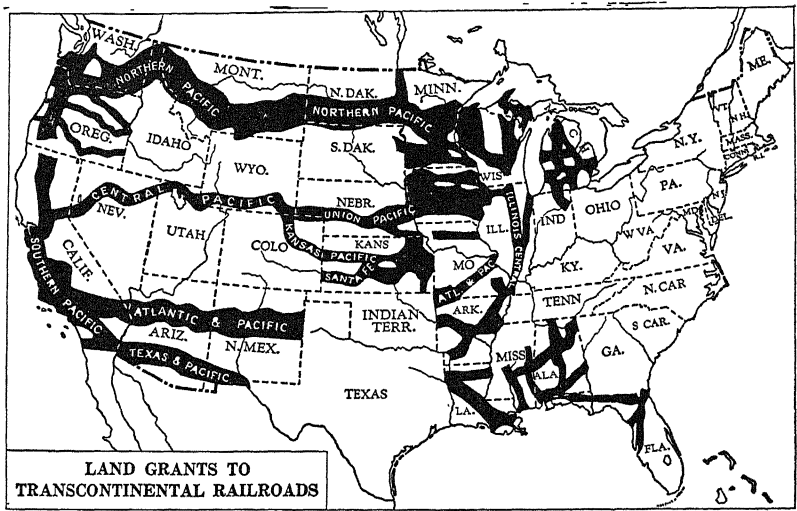 WASH.
MONT.
N. DAK.
MINN.
ME.
NORTHERN PACIFIC
NORTHERN PACIFIC
VT.
N.H.
OREG.
IDAHO
S. DAK.
WIS
N.Y.
MASS.
CONN.
R.I.
WYO.
PA.
N.J.
CENTRAL PACIFIC
NEBR.
UNION PACIFIC
OHIO
IND
ILL.
ILLINOIS CENTRAL
MD.
DEL.
NEV.
UTAH
COLO
KANSAS PACIFIC
KANS
SANTA FE
MO
W VA
VA.
KY.
CALIF.
SOUTHERN PACIFIC
ATL & PAC
ATLANTIC & PACIFIC
ARIZ.
N. MEX.
INDIAN
TERR.
ARK.
TENN
N. CAR
S CAR.
TEXAS & PACIFIC
MISS
ALA.
GA.
TEXAS
LA.
FLA.
LAND GRANTS TO
TRANSCONTINENTAL RAILROADS